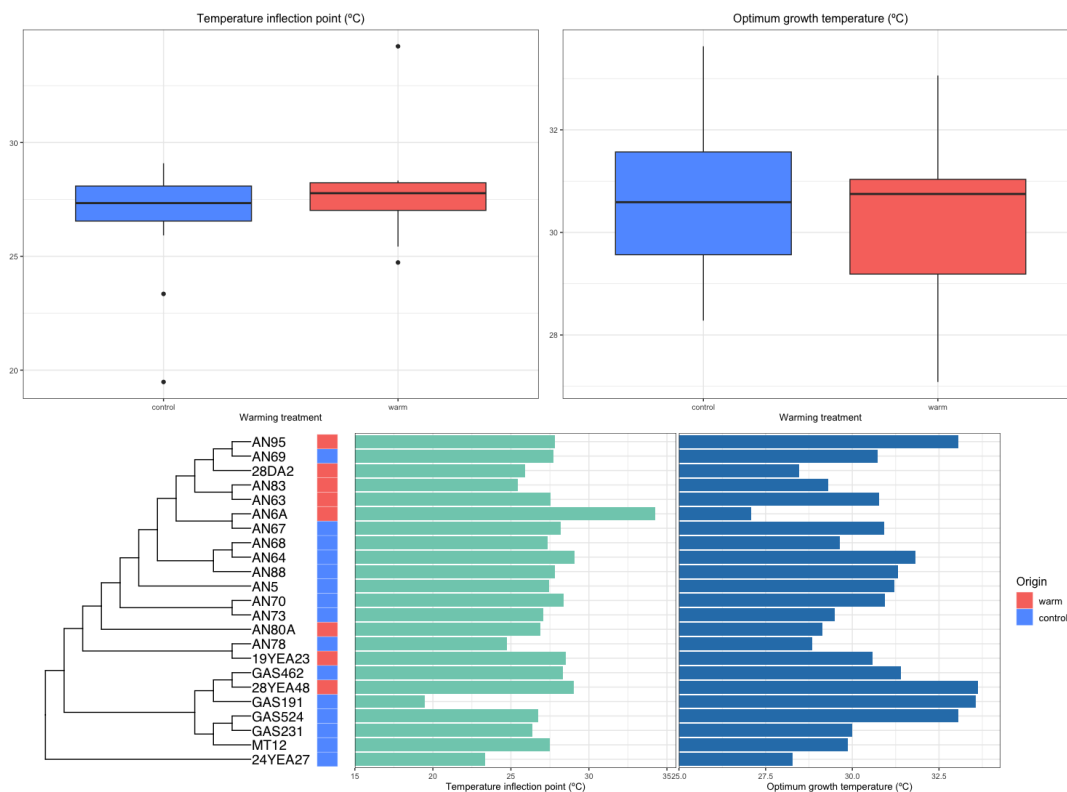 Temperature inflection point (ºC)
Optimum growth temperature (ºC)
30
25
20
32
30
28
control
warm
control
warm
Warming treatment
Warming treatment
AN95
AN69
28DA2
AN83
AN63
AN6A
AN67
AN68
AN64
AN88
AN5
AN70
AN73
AN80A
AN78
19YEA23
GAS462
28YEA48
GAS191
GAS524
GAS231
MT12
24YEA27
Origin
warm
control
15
20
25
30
35
25.0
27.5
30.0
32.5
Temperature inflection point (ºC)
Optimum growth temperature (ºC)